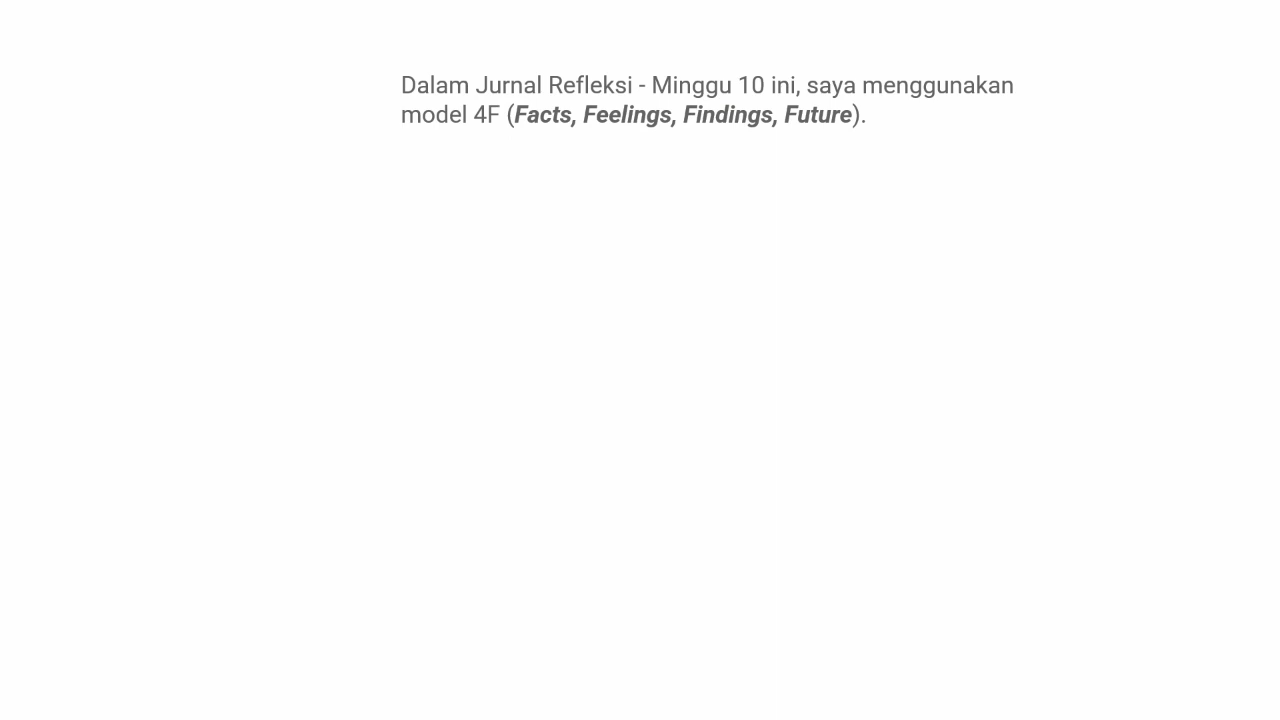 Dalam Jurnal Refleksi - Minggu 10 ini, saya menggunakan
model 4F (Facts, Feelings, Findings, Future).